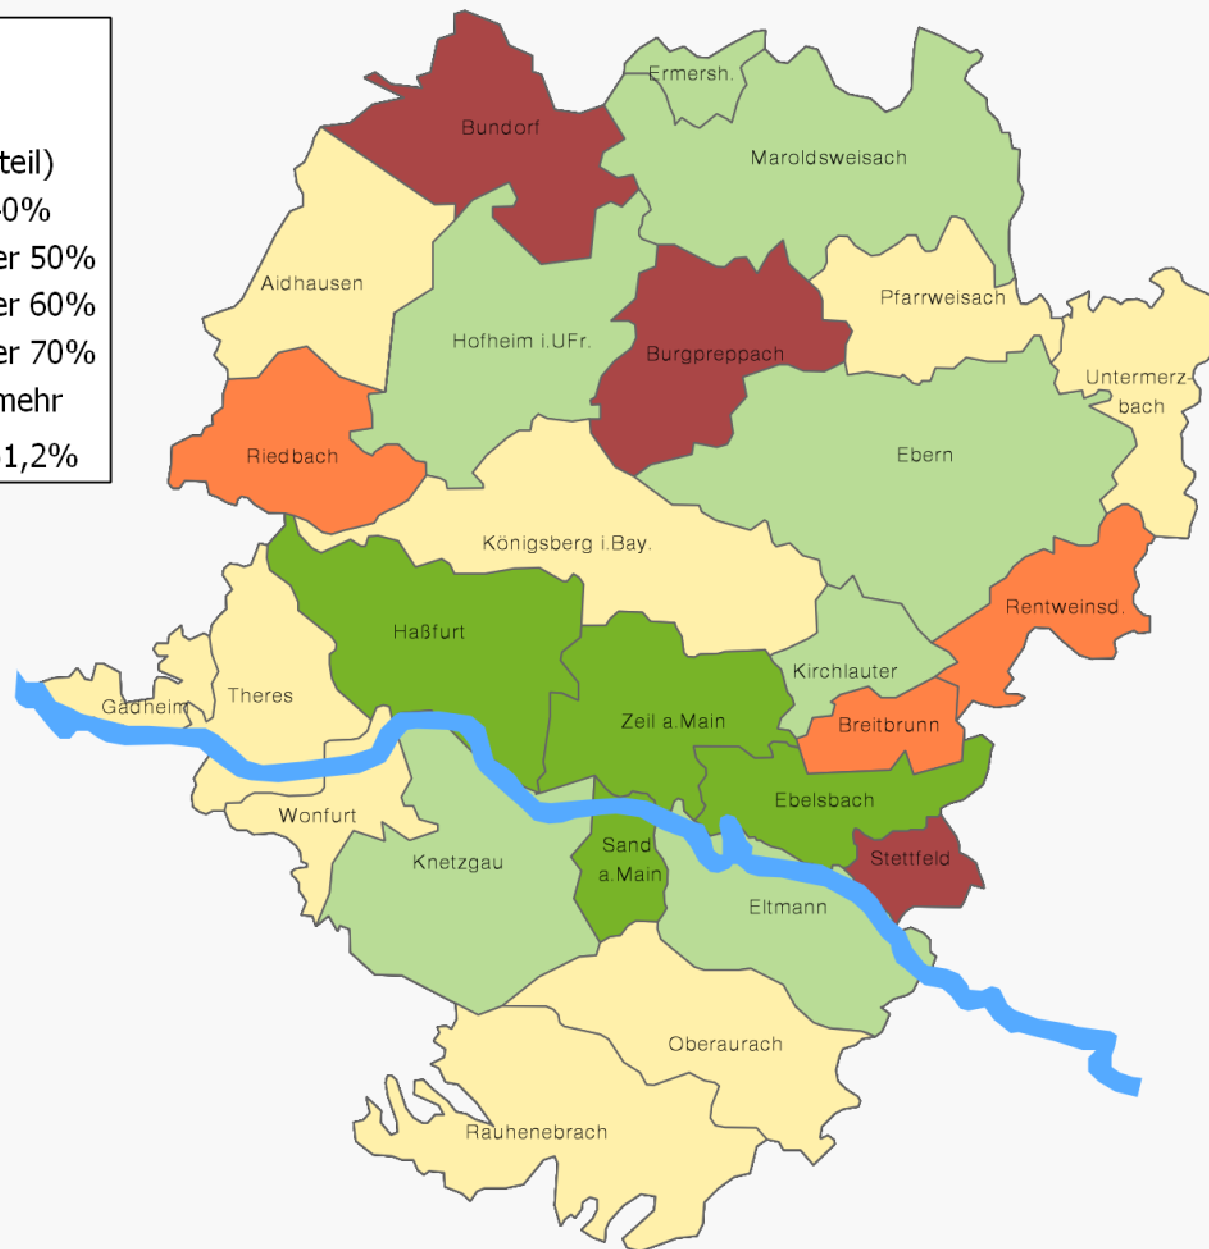 teil)
0%
er 50%
er 60%
er 70%
mehr
1,2%
Ermersh.
Bundorf
Maroldsweisach
Aidhausen
Pfarrweisach
Hofheim i.UFr.
Burgpreppach
Untermerz-
bach
Riedbach
Ebern
Königsberg i.Bay.
Rentweinsd.
Haßfurt
Kirchlauter
Theres
Gädheim
Zeil a.Main
Breitbrunn
Ebelsbach
Wonfurt
Sand
a.Main
Knetzgau
Stettfeld
Eltmann
Oberaurach
Rauhenebrach